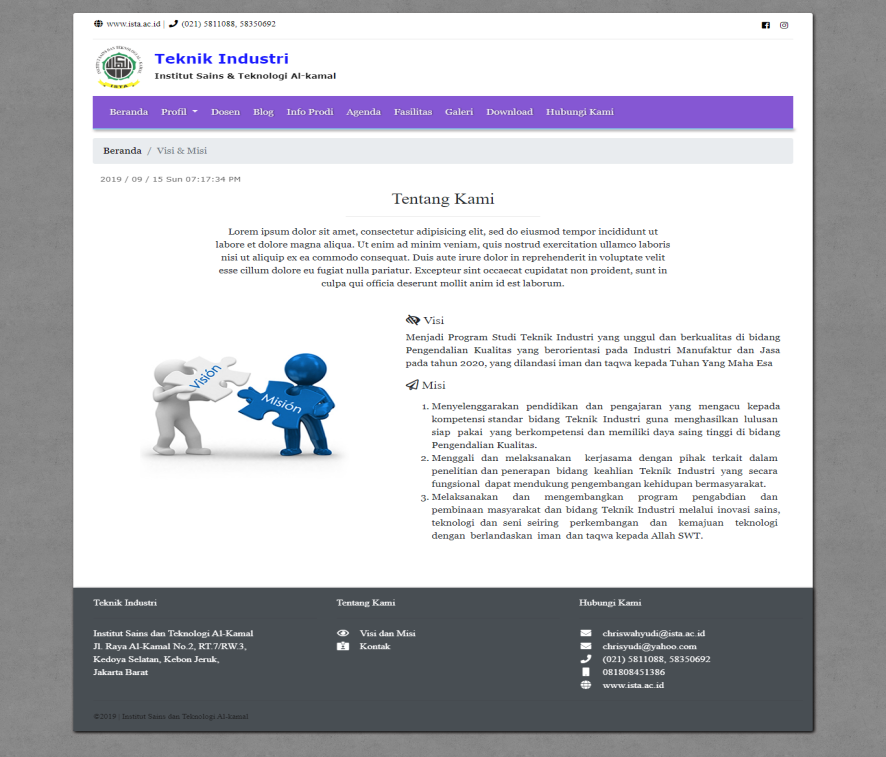 www.ista.ac.id | (021) 5811088, 58350692
ISTA
Teknik Industri
Institut Sains & Teknologi Al-kamal
Beranda Profil Dosen Blog Info Prodi Agenda Fasilitas Galeri Download Hubungi Kami
Beranda / Visi & Misi
2019 / 09 / 15 Sun 07:17:34 PM
Tentang Kami
Lorem ipsum dolor sit amet, consectetur adipisicing elit, sed do eiusmod tempor incididunt ut
labore et dolore magna aliqua. Ut enim ad minim veniam, quis nostrud exercitation ullamco laboris
nisi ut aliquip ex ea commodo consequat. Duis aute irure dolor in reprehenderit in voluptate velit
esse cillum dolore eu fugiat nulla pariatur. Excepteur sint occaecat cupidatat non proident, sunt in
culpa qui officia deserunt mollit anim id est laborum.
Visión
Misión
Visi
Menjadi Program Studi Teknik Industri yang unggul dan berkualitas di bidang
Pengendalian Kualitas yang berorientasi pada Industri Manufaktur dan Jasa
pada tahun 2020, yang dilandasi iman dan taqwa kepada Tuhan Yang Maha Esa
Misi
1. Menyelenggarakan pendidikan dan pengajaran yang mengacu kepada
kompetensi standar bidang Teknik Industri guna menghasilkan lulusan
siap pakai yang berkompetensi dan memiliki daya saing tinggi di bidang
Pengendalian Kualitas.
2. Menggali dan melaksanakan kerjasama dengan pihak terkait dalam
penelitian dan penerapan bidang keahlian Teknik Industri yang secara
fungsional dapat mendukung pengembangan kehidupan bermasyarakat.
3. Melaksanakan dan mengembangkan program pengabdian dan
pembinaan masyarakat dan bidang Teknik Industri melalui inovasi sains,
teknologi dan seni seiring perkembangan dan kemajuan teknologi
dengan berlandaskan iman dan taqwa kepada Allah SWT.
Teknik Industri
Institut Sains dan Teknologi Al-Kamal
Jl. Raya Al-Kamal No.2, RT.7/RW.3,
Kedoya Selatan, Kebon Jeruk,
Jakarta Barat
Tentang Kami
Visi dan Misi
Kontak
Hubungi Kami
chriswahyudi@ista.ac.id
chrisyudi@yahoo.com
(021) 5811088, 58350692
081808451386
www.ista.ac.id
©2019 | Institut Sains dan Teknologi Al-kamal